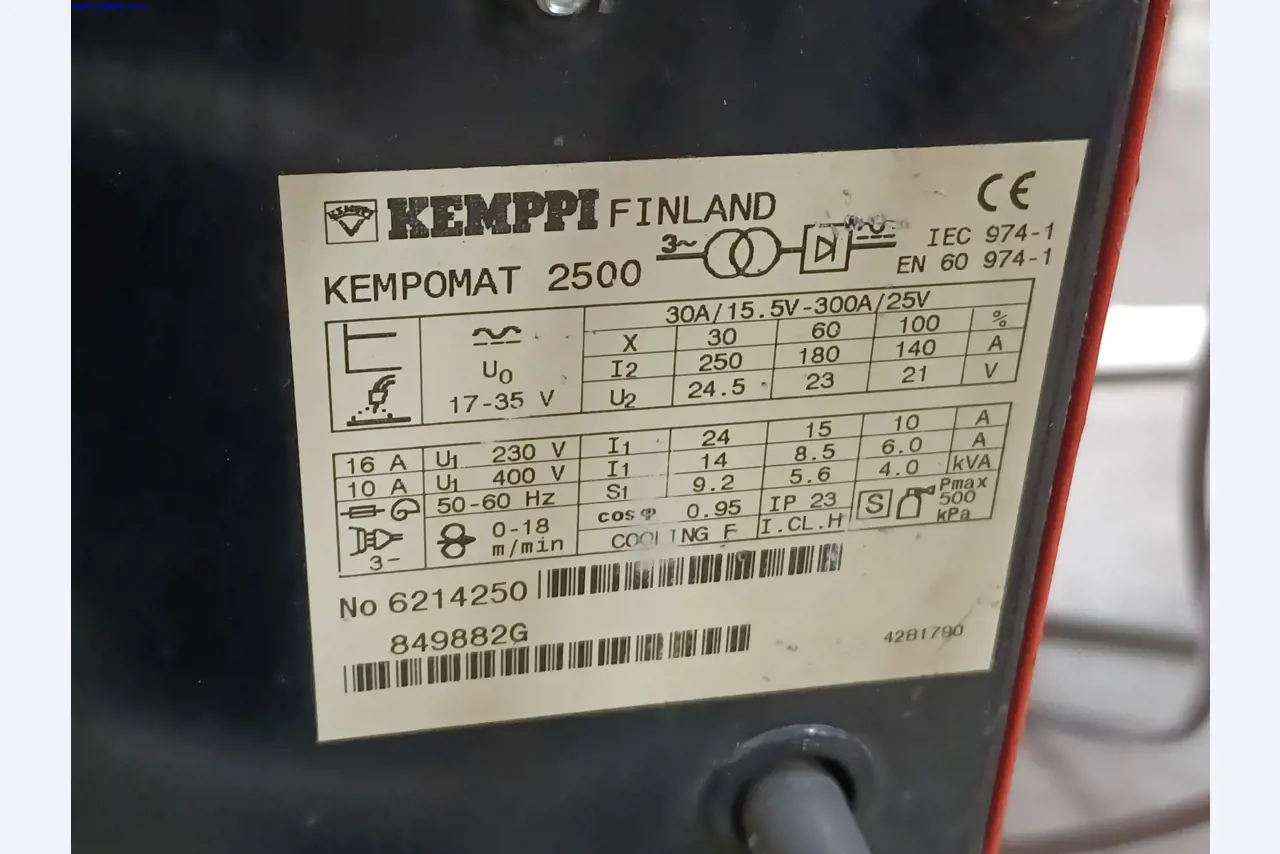 KEMPPI KEMPPI FINLAND CE
3~ IEC 974-1
KEMPOMAT 2500 EN 60 974-1
30A/15.5V-300A/25V
X 30 60 100 %
I2 250 180 140 A
U0 U2 24.5 23 21 V
17-35 V
16 A U1 230 V I1 24 15 10 A
10 A U1 400 V I1 14 8.5 6.0 A
50-60 Hz S1 9.2 5.6 4.0 kVA
cos φ 0.95 IP 23 S Pmax
500
kPa
0-18
m/min
3~ COOLING F I.CL.H
No 6214250
849882G
4281790